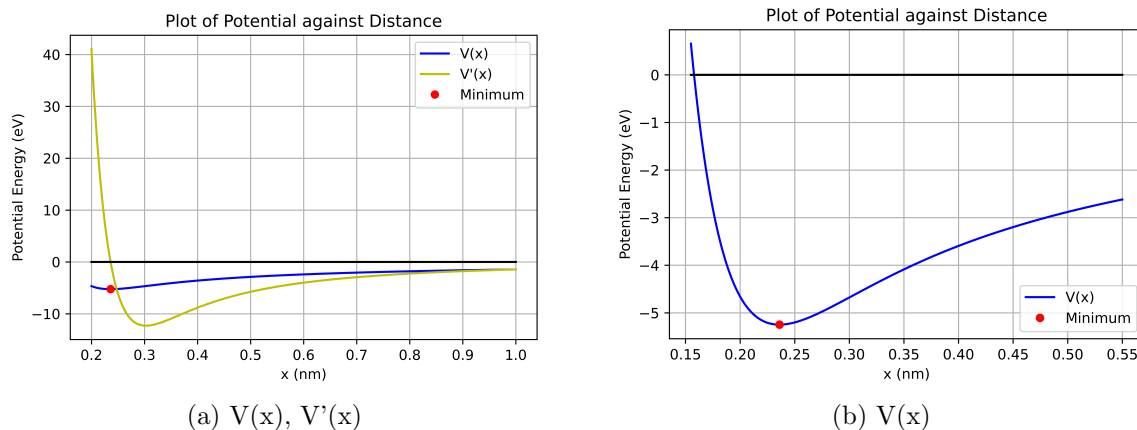 Plot of Potential against Distance
V(x)
V'(x)
Minimum
Potential Energy (eV)
40
30
20
10
0
−10
0.2 0.3 0.4 0.5 0.6 0.7 0.8 0.9 1.0
x (nm)
(a) V(x), V’(x)
Plot of Potential against Distance
Potential Energy (eV)
0
−1
−2
−3
−4
−5
V(x)
Minimum
0.15 0.20 0.25 0.30 0.35 0.40 0.45 0.50 0.55
x (nm)
(b) V(x)